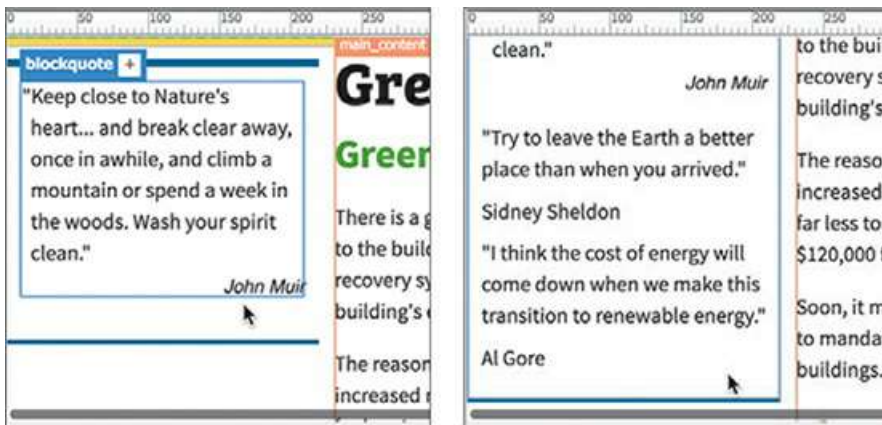 0 50 100 150 200 250
main_content
blockquote +
"Keep close to Nature's
heart... and break clear away,
once in awhile, and climb a
mountain or spend a week in
the woods. Wash your spirit
clean."
John Muir
Gre
Green
There is a g
to the build
recovery sy
building's e
The reason
increased r
0 50 100 150 200 250
clean."
John Muir
"Try to leave the Earth a better
place than when you arrived."
Sidney Sheldon
"I think the cost of energy will
come down when we make this
transition to renewable energy."
Al Gore
to the bui
recovery s
building's
The reaso
increased
far less to
$120,000
Soon, it m
to manda
buildings.